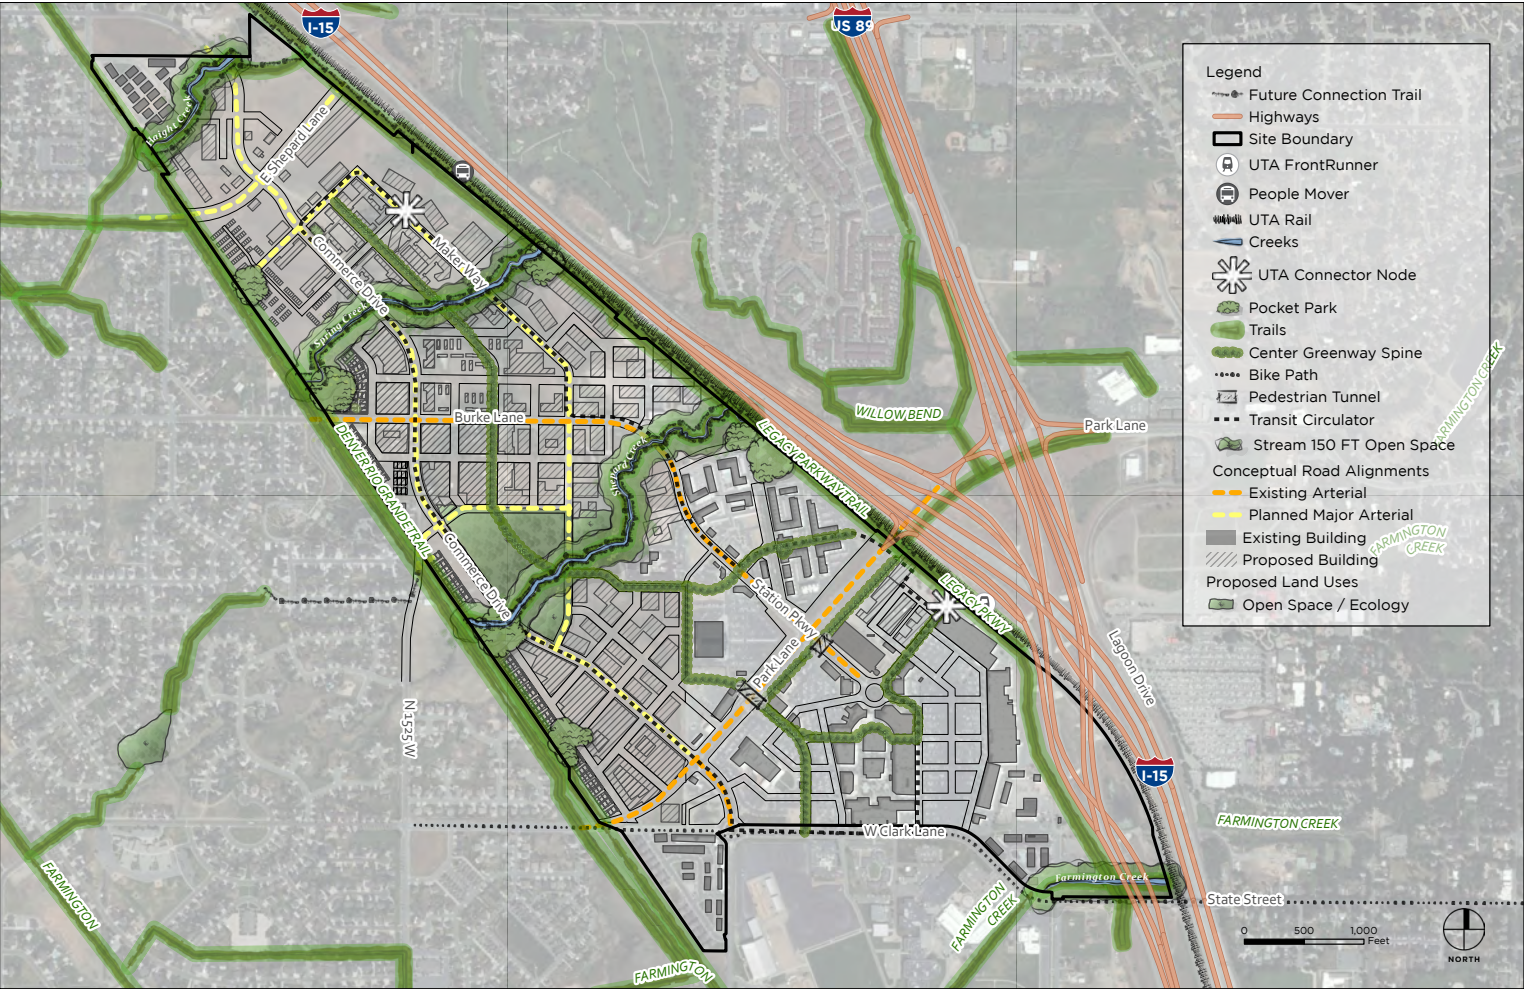 I-15
US 89
Legend
Future Connection Trail
Highways
Site Boundary
UTA FrontRunner
People Mover
UTA Rail
Creeks
UTA Connector Node
Pocket Park
Trails
Center Greenway Spine
Bike Path
Pedestrian Tunnel
Transit Circulator
Stream 150 FT Open Space
Conceptual Road Alignments
Existing Arterial
Planned Major Arterial
Existing Building
Proposed Building
Proposed Land Uses
Open Space / Ecology
Haight Creek
E Shepard Lane
Commerce Drive
Maker Way
Spring Creek
Burke Lane
Shepard Creek
WILLOW BEND
Park Lane
LEGACY PARKWAY TRAIL
DENVER RIO GRANDE TRAIL
FARMINGTON CREEK
FARMINGTON
CREEK
Commerce Drive
Station Pkwy
LEGACY PKWY
Park Lane
Lagoon Drive
N 1525 W
I-15
FARMINGTON CREEK
W Clark Lane
Farmington Creek
State Street
FARMINGTON
FARMINGTON
CREEK
FARMINGTON
0 500 1,000
Feet
NORTH